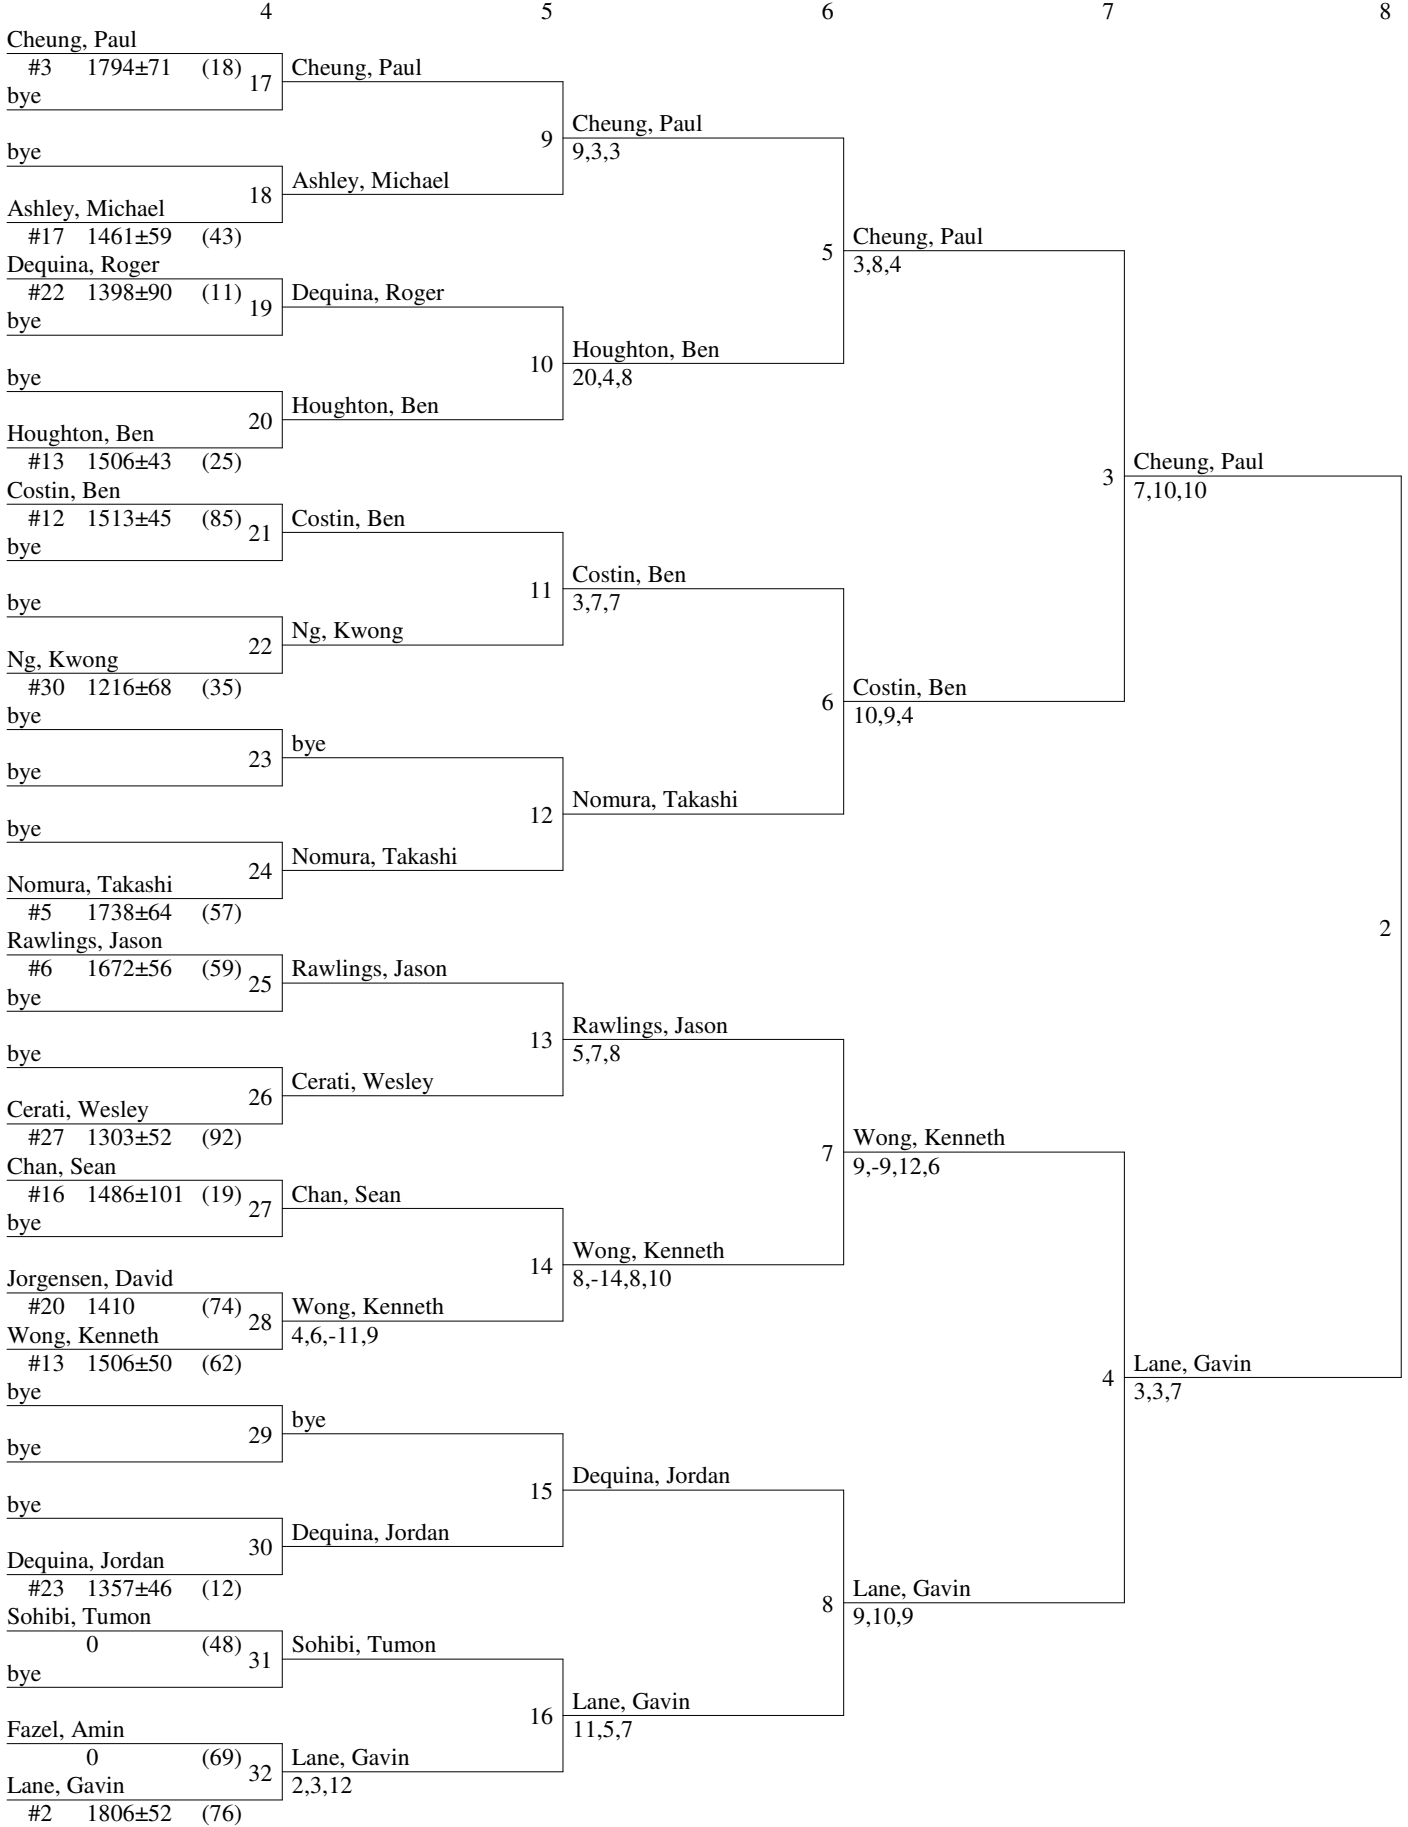 4 5 6 7 8
Cheung, Paul
#3 1794±71 (18) 17 Cheung, Paul
bye
9 Cheung, Paul
9,3,3
bye
18 Ashley, Michael
Ashley, Michael
#17 1461±59 (43)
5 Cheung, Paul
3,8,4
Dequina, Roger
#22 1398±90 (11) 19 Dequina, Roger
bye
10 Houghton, Ben
20,4,8
bye
20 Houghton, Ben
Houghton, Ben
#13 1506±43 (25)
3 Cheung, Paul
7,10,10
Costin, Ben
#12 1513±45 (85) 21 Costin, Ben
bye
11 Costin, Ben
3,7,7
bye
22 Ng, Kwong
Ng, Kwong
#30 1216±68 (35)
6 Costin, Ben
10,9,4
bye
23 bye
bye
12 Nomura, Takashi
bye
24 Nomura, Takashi
Nomura, Takashi
#5 1738±64 (57)
2
Rawlings, Jason
#6 1672±56 (59) 25 Rawlings, Jason
bye
13 Rawlings, Jason
5,7,8
bye
26 Cerati, Wesley
Cerati, Wesley
#27 1303±52 (92)
7 Wong, Kenneth
9,-9,12,6
Chan, Sean
#16 1486±101 (19) 27 Chan, Sean
bye
14 Wong, Kenneth
8,-14,8,10
Jorgensen, David
#20 1410 (74) 28 Wong, Kenneth
Wong, Kenneth 4,6,-11,9
#13 1506±50 (62)
4 Lane, Gavin
3,3,7
bye
29 bye
bye
15 Dequina, Jordan
bye
30 Dequina, Jordan
Dequina, Jordan
#23 1357±46 (12)
8 Lane, Gavin
9,10,9
Sohibi, Tumon
0 (48) 31 Sohibi, Tumon
bye
16 Lane, Gavin
11,5,7
Fazel, Amin
0 (69) 32 Lane, Gavin
Lane, Gavin 2,3,12
#2 1806±52 (76)